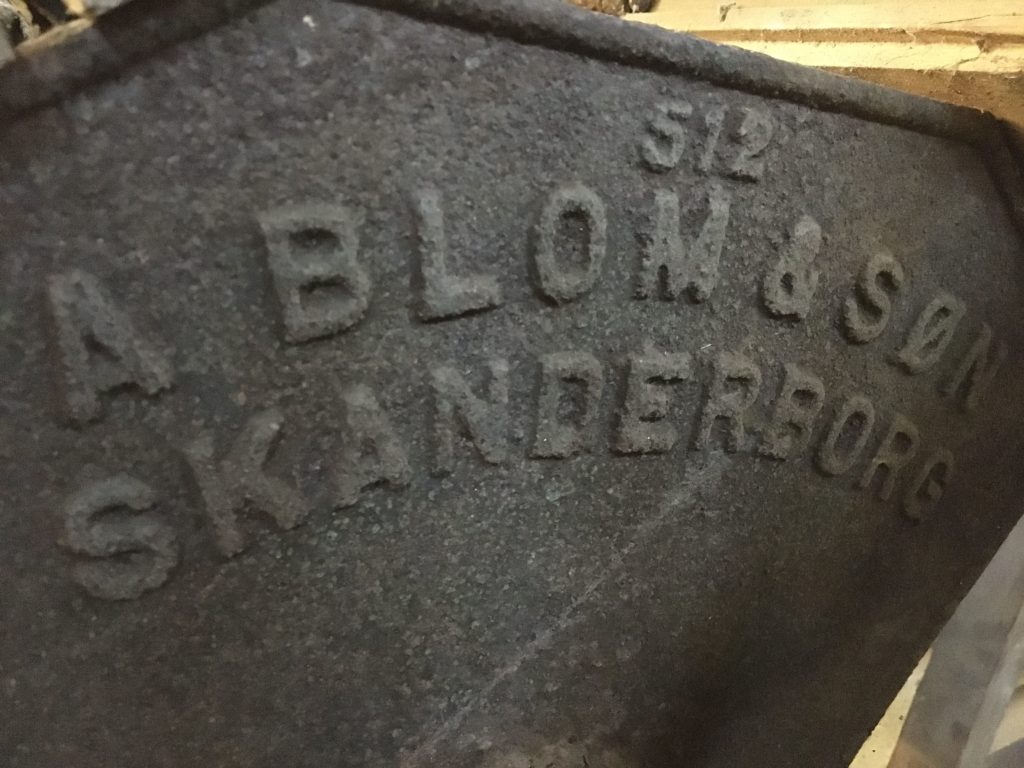 512
A BLOM & SØN
SKANDERBORG